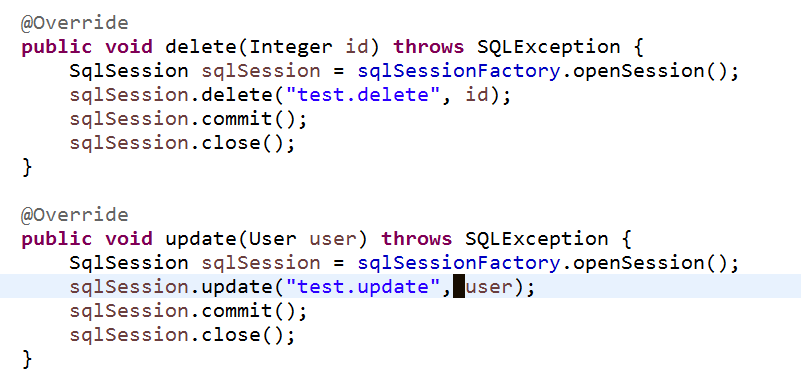 @Override
public void delete(Integer id) throws SQLException {
    SqlSession sqlSession = sqlSessionFactory.openSession();
    sqlSession.delete("test.delete", id);
    sqlSession.commit();
    sqlSession.close();
}
@Override
public void update(User user) throws SQLException {
    SqlSession sqlSession = sqlSessionFactory.openSession();
    sqlSession.update("test.update", user);
    sqlSession.commit();
    sqlSession.close();
}